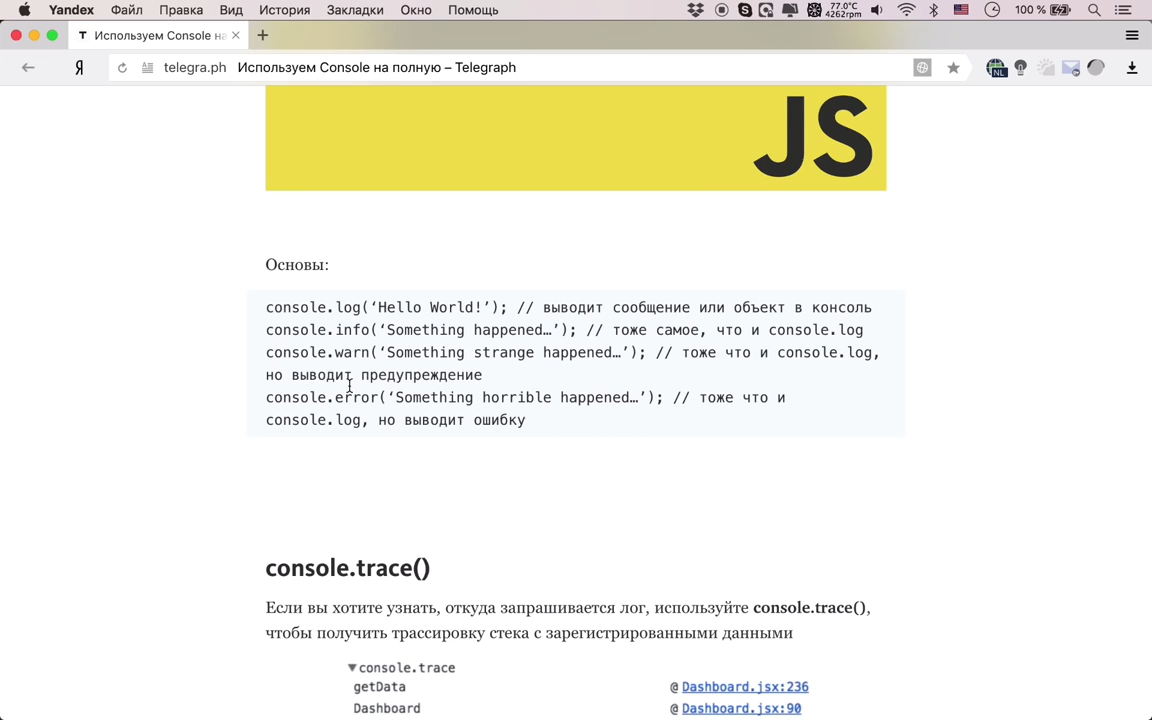 Yandex Файл Правка Вид История Закладки Окно Помощь 77.0°C 4262rpm 100 %
T Используем Console на
Я telegra.ph Используем Console на полную – Telegraph NL
JS
Основы:
console.log(‘Hello World!’); // выводит сообщение или объект в консоль
console.info(‘Something happened…’); // тоже самое, что и console.log
console.warn(‘Something strange happened…’); // тоже что и console.log,
но выводит предупреждение
console.error(‘Something horrible happened…’); // тоже что и
console.log, но выводит ошибку
console.trace()
Если вы хотите узнать, откуда запрашивается лог, используйте console.trace(),
чтобы получить трассировку стека с зарегистрированными данными
▼console.trace
getData @ Dashboard.jsx:236
Dashboard @ Dashboard.jsx:90